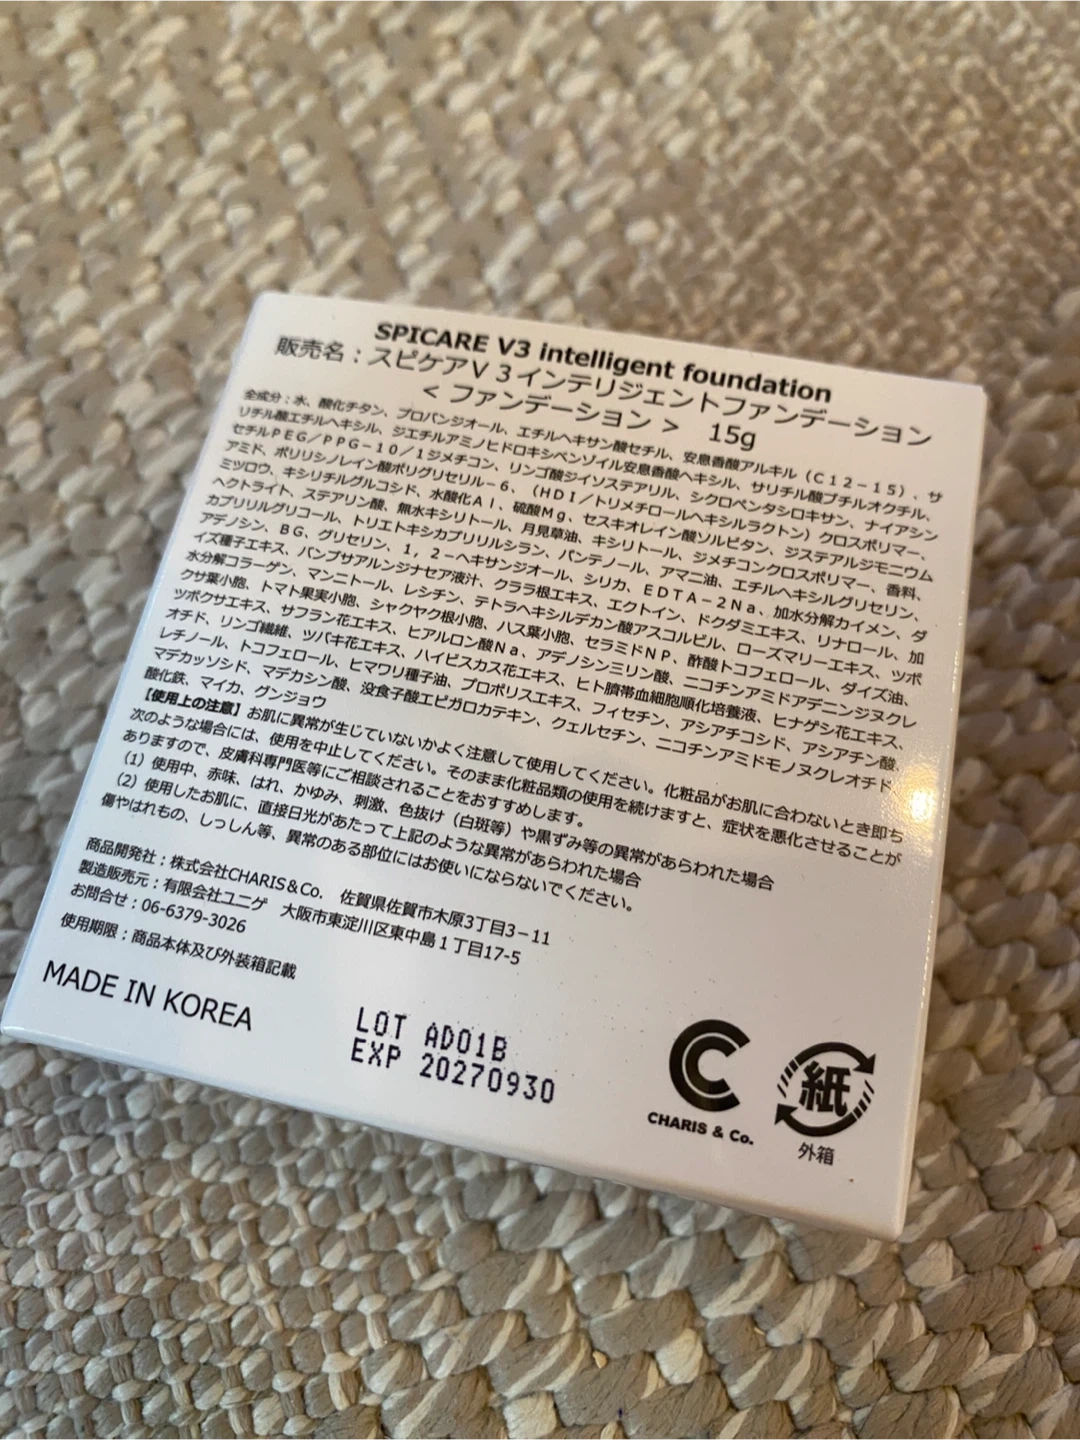 SPICARE V3 intelligent foundation
販売名：スピケアV３インテリジェントファンデーション
< ファンデーション >　15g
全成分：水、酸化チタン、プロパンジオール、エチルヘキサン酸セチル、安息香酸アルキル（C１２－１５）、サ
リチル酸エチルヘキシル、ジエチルアミノヒドロキシベンゾイル安息香酸ヘキシル、サリチル酸ブチルオクチル、
セチルPEG／PPG－10／1ジメチコン、リンゴ酸ジイソステアリル、シクロペンタシロキサン、ナイアシン
アミド、ポリリシノレイン酸ポリグリセリル－6、（HDI／トリメチロールヘキシルラクトン）クロスポリマー、
ミツロウ、キシリチルグルコシド、水酸化Al、硫酸Mg、セスキオレイン酸ソルビタン、ジステアルジモニウム
ヘクトライト、ステアリン酸、無水キシリトール、月見草油、キシリトール、ジメチコンクロスポリマー、香料、
カプリリルグリコール、トリエトキシカプリリルシラン、パンテノール、アマニ油、エチルヘキシルグリセリン、
アデノシン、BG、グリセリン、１，２－ヘキサンジオール、シリカ、EDTA－2Na、加水分解カイメン、ダ
イズ種子エキス、バンブサアルンジナセア液汁、クララ根エキス、エクトイン、ドクダミエキス、リナロール、加
水分解コラーゲン、マンニトール、レシチン、テトラヘキシルデカン酸アスコルビル、ローズマリーエキス、ツボ
クサ葉小胞、トマト果実小胞、シャクヤク根小胞、ハス葉小胞、セラミドNP、酢酸トコフェロール、ダイズ油、
ツボクサエキス、サフラン花エキス、ヒアルロン酸Na、アデノシン三リン酸、ニコチンアミドアデニンジヌクレ
オチド、リンゴ繊維、ツバキ花エキス、ハイビスカス花エキス、ヒト臍帯血細胞順化培養液、ヒナゲシ花エキス、
レチノール、トコフェロール、ヒマワリ種子油、プロポリスエキス、フィセチン、アシアチコシド、アシアチン酸、
マデカッソシド、マデカシン酸、没食子酸エピガロカテキン、クェルセチン、ニコチンアミドモノヌクレオチド、
酸化鉄、マイカ、グンジョウ
【使用上の注意】お肌に異常が生じていないかよく注意して使用してください。化粧品がお肌に合わないとき即ち
次のような場合には、使用を中止してください。そのまま化粧品類の使用を続けますと、症状を悪化させることが
ありますので、皮膚科専門医等にご相談されることをおすすめします。
（1）使用中、赤味、はれ、かゆみ、刺激、色抜け（白斑等）や黒ずみ等の異常があらわれた場合
（2）使用したお肌に、直接日光があたって上記のような異常があらわれた場合
傷やはれもの、しっしん等、異常のある部位にはお使いにならないでください。
商品開発社：株式会社CHARIS＆Co.　佐賀県佐賀市木原3丁目3－11
製造販売元：有限会社ユニゲ　大阪市東淀川区東中島１丁目17-5
お問合せ：06-6379-3026
使用期限：商品本体及び外装箱記載
MADE IN KOREA
LOT AD01B
EXP 20270930
CHARIS & Co.
紙
外箱